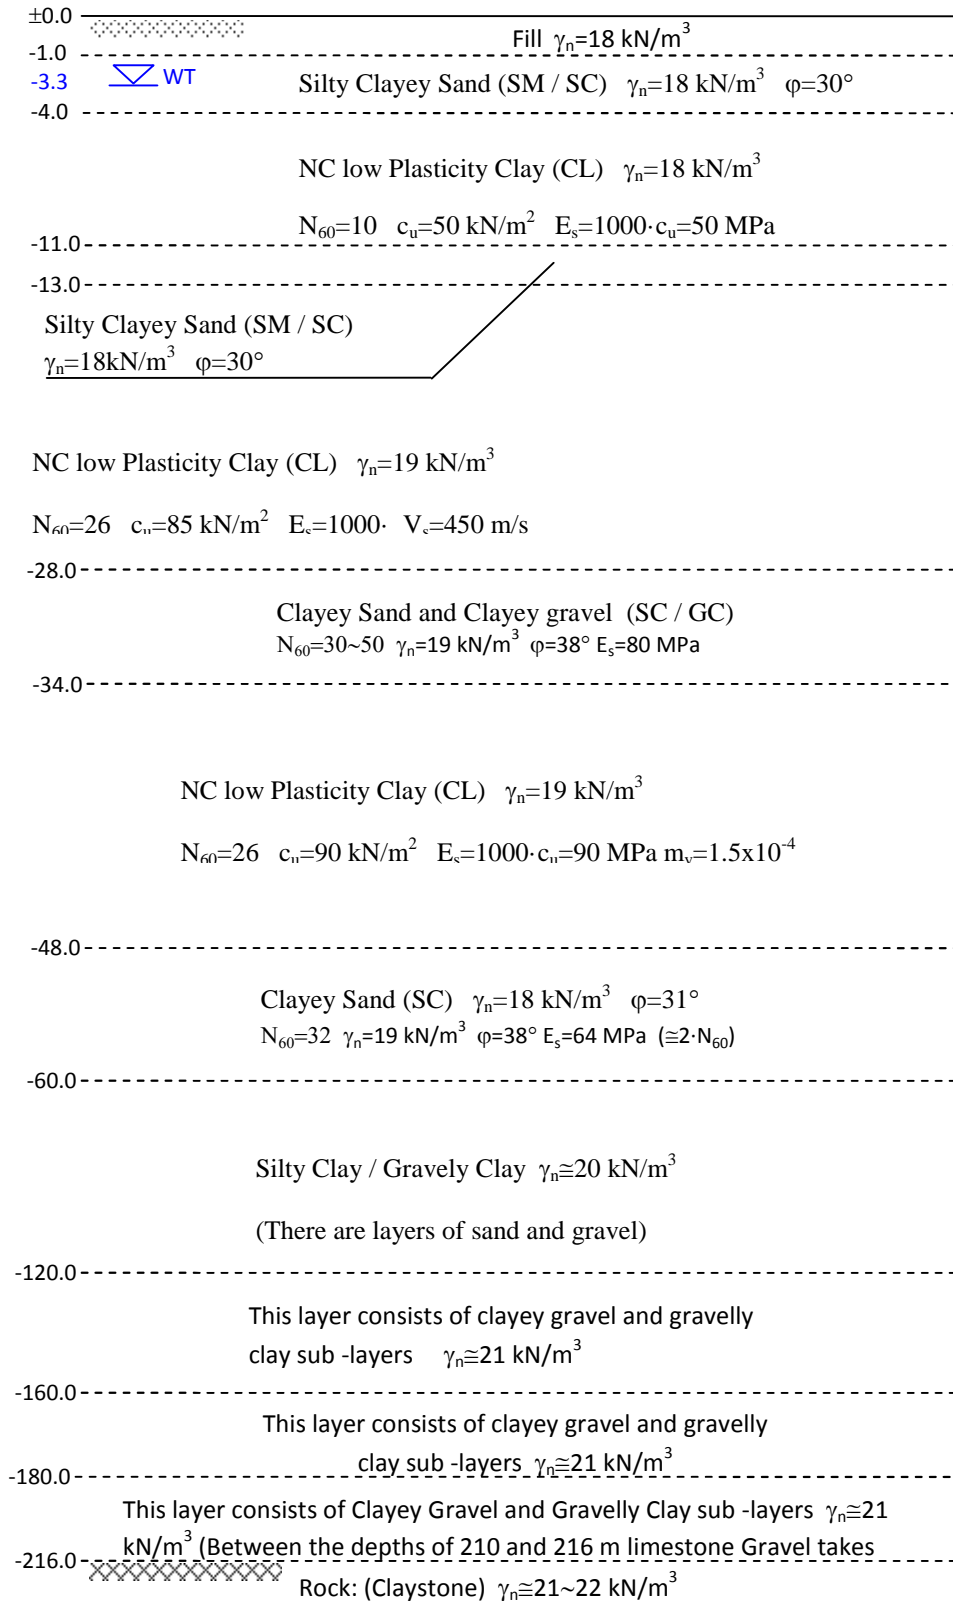 ±0.0
Fill γn=18 kN/m³
-1.0
WT
-3.3
Silty Clayey Sand (SM / SC) γn=18 kN/m³ φ=30°
-4.0
NC low Plasticity Clay (CL) γn=18 kN/m³
N60=10 cu=50 kN/m² Es=1000·cu=50 MPa
-11.0
-13.0
Silty Clayey Sand (SM / SC)
γn=18kN/m³ φ=30°
NC low Plasticity Clay (CL) γn=19 kN/m³
N60=26 cu=85 kN/m² Es=1000· Vs=450 m/s
-28.0
Clayey Sand and Clayey gravel (SC / GC)
N60=30~50 γn=19 kN/m³ φ=38° Es=80 MPa
-34.0
NC low Plasticity Clay (CL) γn=19 kN/m³
N60=26 cu=90 kN/m² Es=1000·cu=90 MPa mv=1.5x10⁻⁴
-48.0
Clayey Sand (SC) γn=18 kN/m³ φ=31°
N60=32 γn=19 kN/m³ φ=38° Es=64 MPa (≅2·N60)
-60.0
Silty Clay / Gravely Clay γn≅20 kN/m³
(There are layers of sand and gravel)
-120.0
This layer consists of clayey gravel and gravelly
clay sub -layers γn≅21 kN/m³
-160.0
This layer consists of clayey gravel and gravelly
clay sub -layers γn≅21 kN/m³
-180.0
This layer consists of Clayey Gravel and Gravelly Clay sub -layers γn≅21
kN/m³ (Between the depths of 210 and 216 m limestone Gravel takes
-216.0
Rock: (Claystone) γn≅21~22 kN/m³